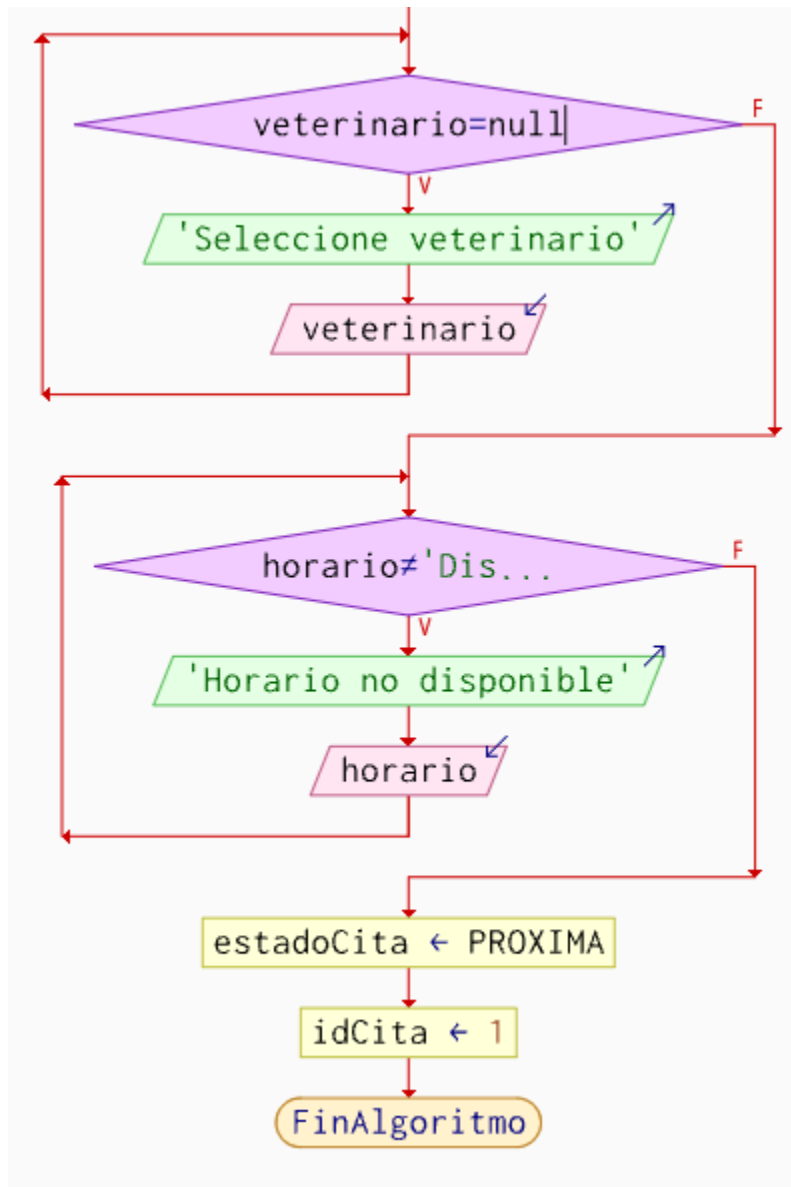 veterinario=null
F
V
'Seleccione veterinario'
veterinario
horario≠'Dis...
F
V
'Horario no disponible'
horario
estadoCita ← PROXIMA
idCita ← 1
FinAlgoritmo